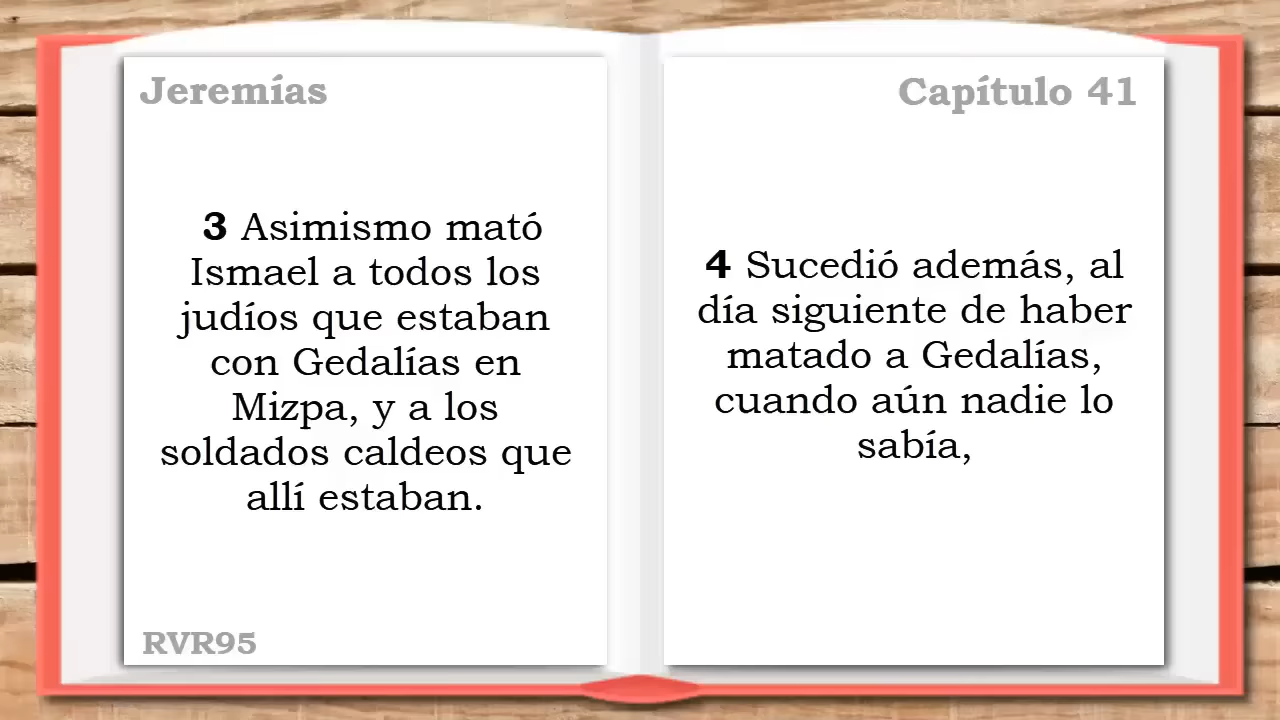 Jeremías
3 Asimismo mató
Ismael a todos los
judíos que estaban
con Gedalías en
Mizpa, y a los
soldados caldeos que
allí estaban.
RVR95
Capítulo 41
4 Sucedió además, al
día siguiente de haber
matado a Gedalías,
cuando aún nadie lo
sabía,